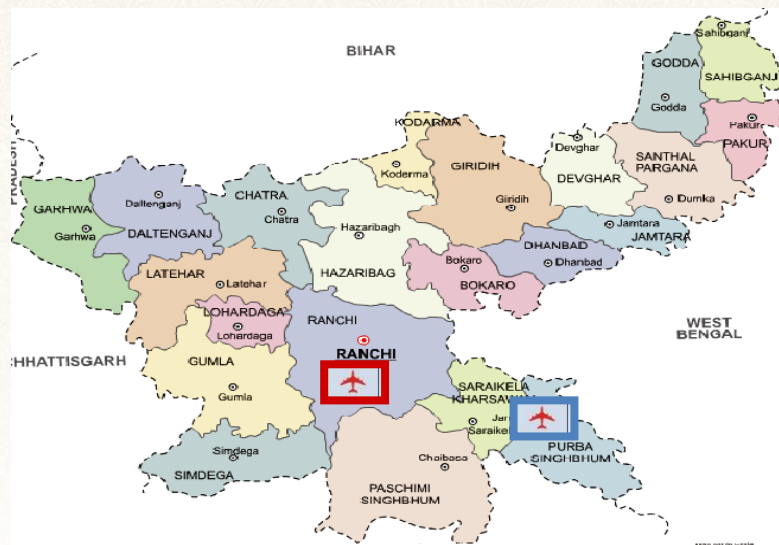 BIHAR
Sahibganj
GODDA
SAHIBGANJ
Godda
KODARMA
Pakur
PAKUR
Koderma
GIRIDIH
Devghar
SAINTHAL
PARGANA
DEVGHAR
Dumka
GARHWA
Daltenganj
CHATRA
Chatra
Giridih
Garhwa
DALTENGANJ
Hazaribagh
Jamtara
JAMTARA
DHANBAD
Dhanbad
LATEHAR
Latehar
HAZARIBAG
Bokaro
BOKARO
LOHARDAGA
Lohardaga
RANCHI
WEST
BENGAL
RANCHI
GUMLA
Gumla
SARAIKELA
KHARSAWAN
PURBA
SINGHBHUM
Simdega
SIMDEGA
Chaibasa
PASCHIMI
SINGHBHUM